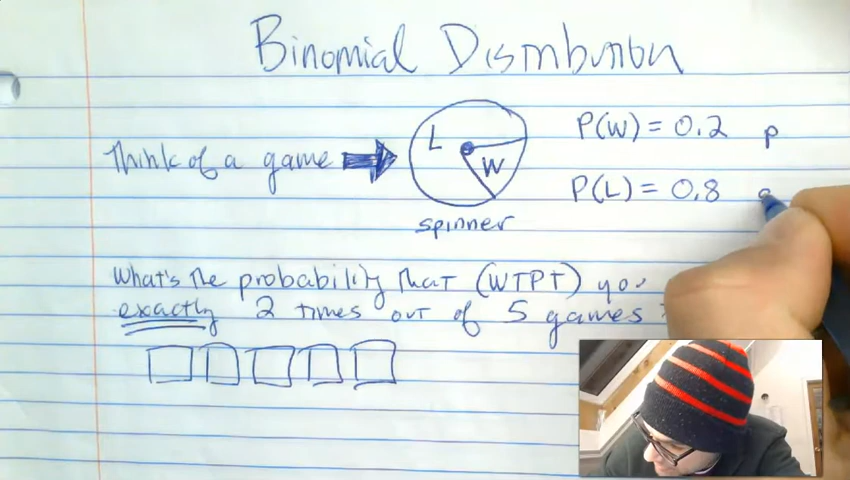 Binomial Distribution
Think of a game
L
W
spinner
P(W) = 0.2 p
P(L) = 0.8
What's the probability that (WTPT)
exactly 2 times out of 5 games